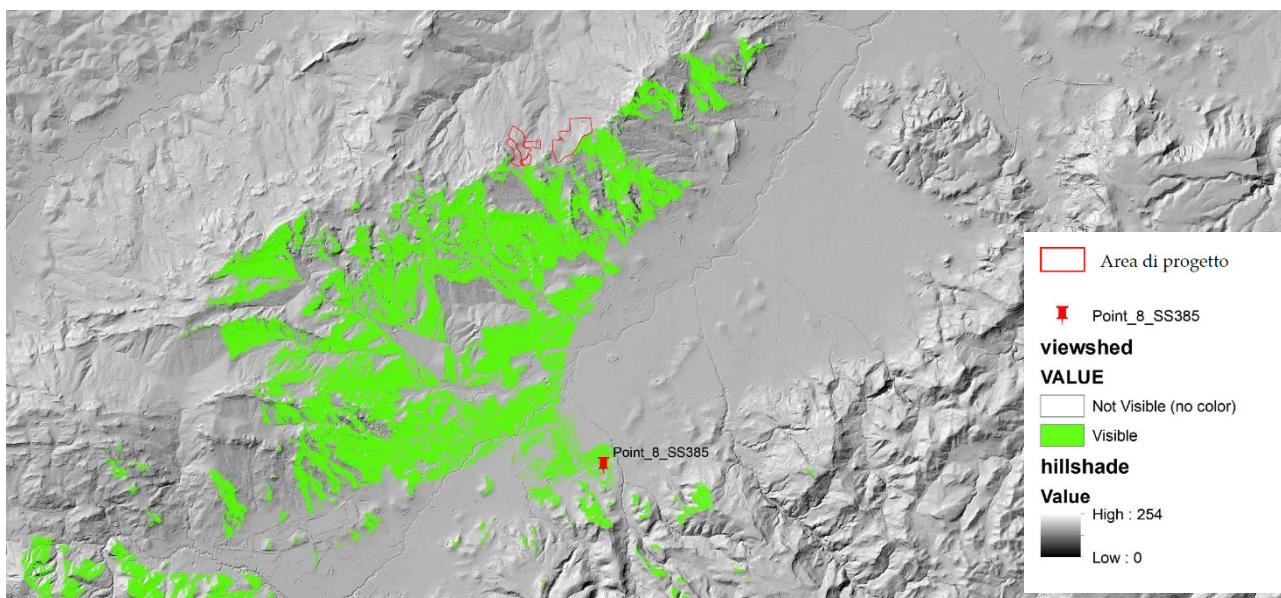 Point_8_SS385
Area di progetto
Point_8_SS385
viewshed
VALUE
Not Visible (no color)
Visible
hillshade
Value
High : 254
Low : 0